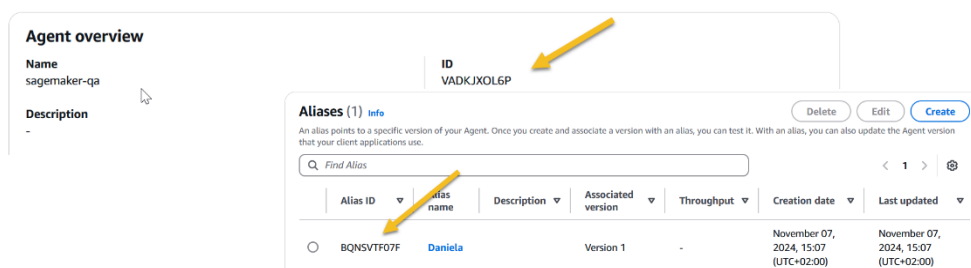 Agent overview
Name
sagemaker-qa
ID
VADKJXOL6P
Description
-
Aliases (1) Info
Delete
Edit
Create
An alias points to a specific version of your Agent. Once you create and associate a version with an alias, you can test it. With an alias, you can also update the Agent version
that your client applications use.
Find Alias
1
Alias ID
Alias
name
Description
Associated
version
Throughput
Creation date
Last updated
BQNSVTF07F
Daniela
Version 1
-
November 07,
2024, 15:07
(UTC+02:00)
November 07,
2024, 15:07
(UTC+02:00)